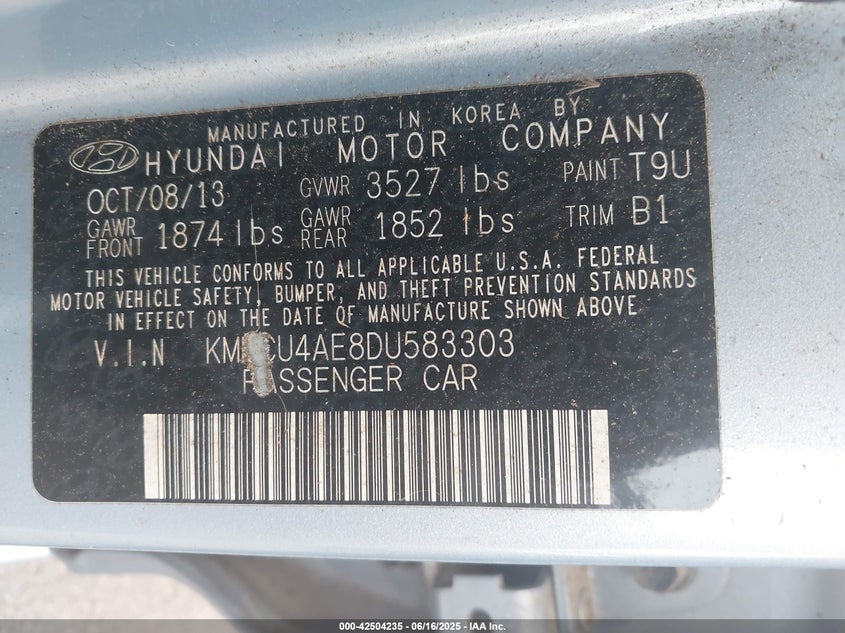 MANUFACTURED IN KOREA BY
HYUNDAI MOTOR COMPANY
OCT/08/13 GVWR 3527 lbs PAINT T9U
GAWR FRONT 1874 lbs GAWR REAR 1852 lbs TRIM B1
THIS VEHICLE CONFORMS TO ALL APPLICABLE U.S.A. FEDERAL
MOTOR VEHICLE SAFETY, BUMPER, AND THEFT PREVENTION STANDARDS
IN EFFECT ON THE DATE OF MANUFACTURE SHOWN ABOVE
V.I.N
PASSENGER CAR
000-42504235 - 06/16/2025 - IAA Inc.